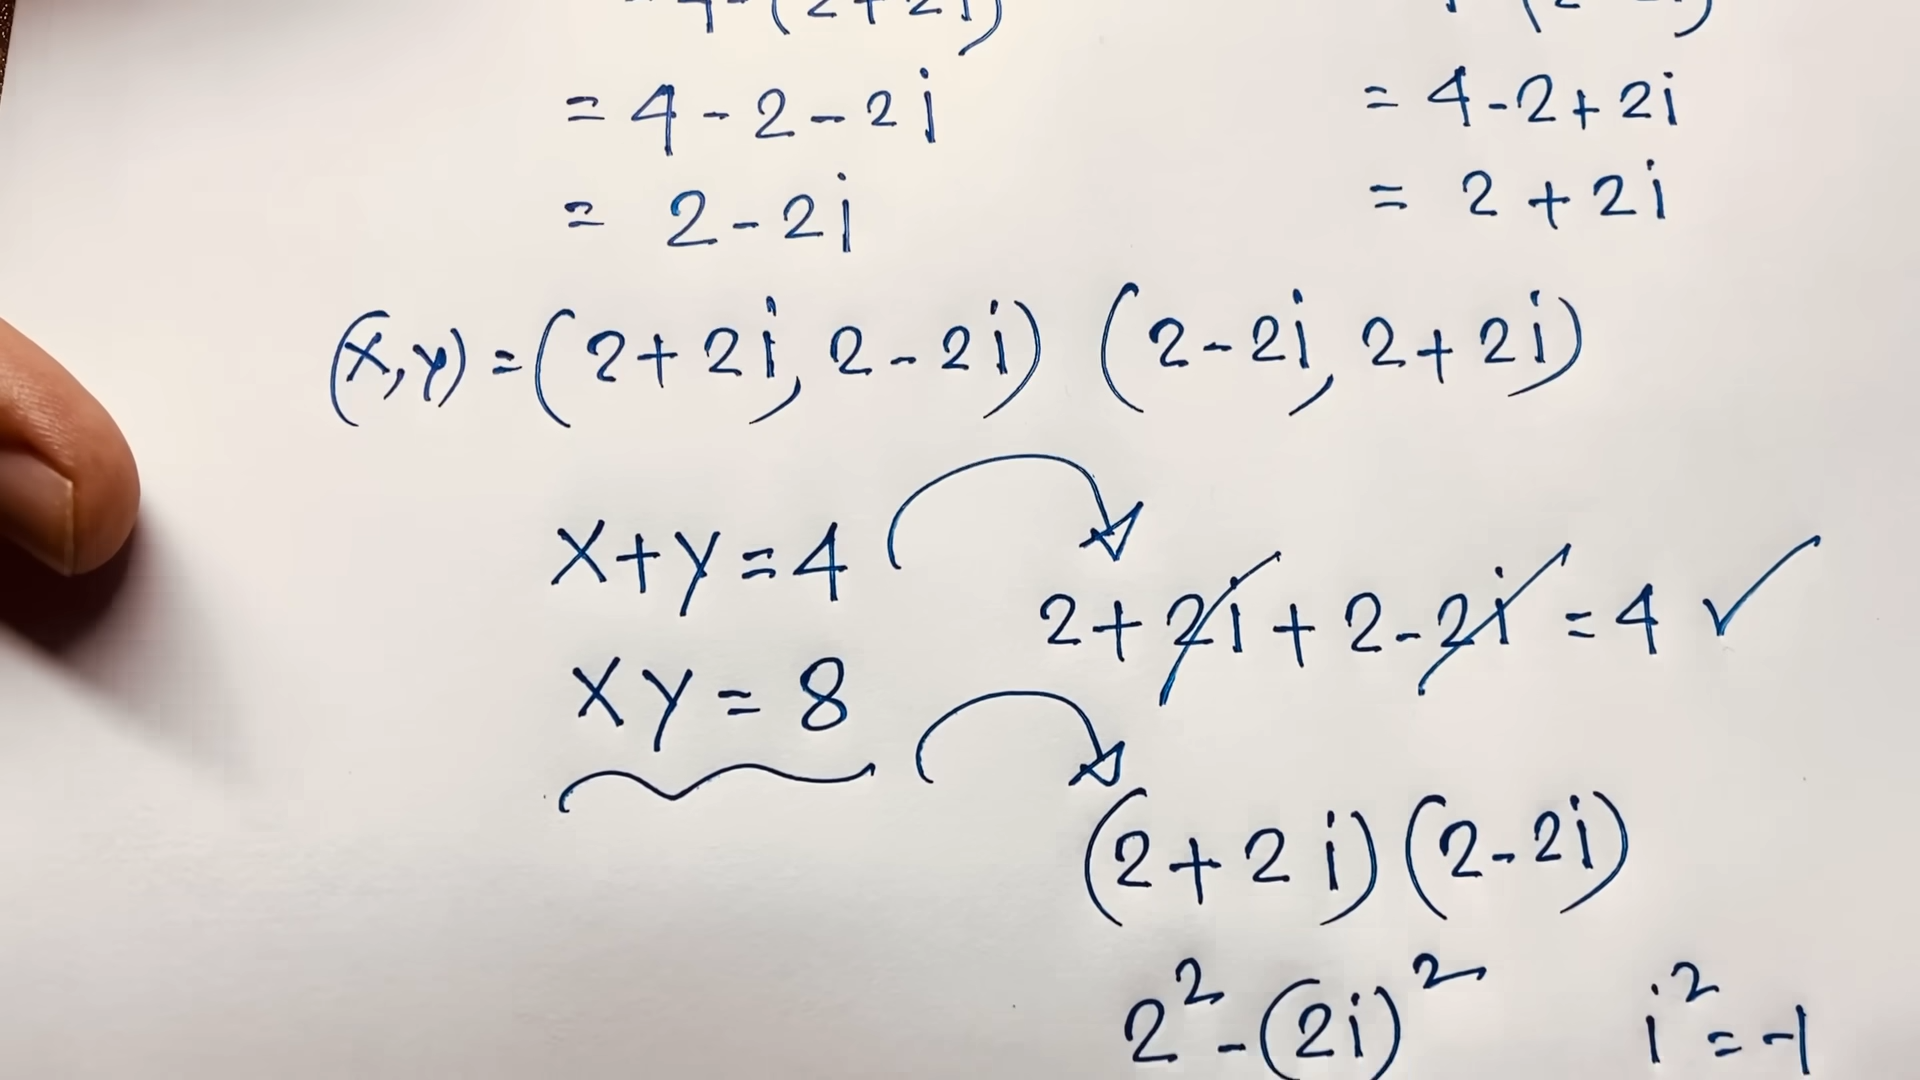 = 4 - 2 - 2i
= 4 - 2 + 2i
= 2 - 2i
= 2 + 2i
(x,y) = (2 + 2i, 2 - 2i) (2 - 2i, 2 + 2i)
x + y = 4
2 + 2i + 2 - 2i = 4 ✓
xy = 8
(2 + 2i)(2 - 2i)
2² - (2i)² i² = -1